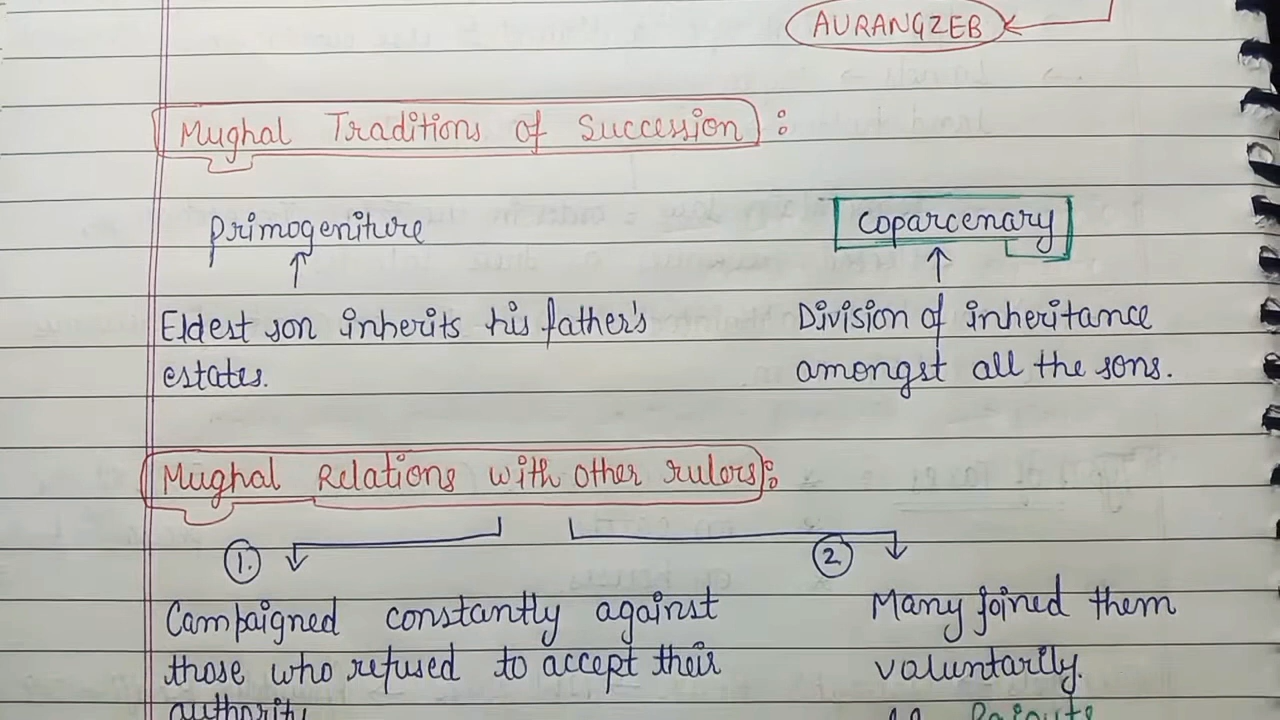 AURANGZEB
Mughal Traditions of Succession :
Primogeniture
Coparcenary
Eldest son inherits his father's
estates.
Division of inheritance
amongst all the sons.
Mughal Relations with other rulers :
1.
2.
Campaigned constantly against
those who refused to accept their
authority
Many joined them
voluntarily.
Rajputs